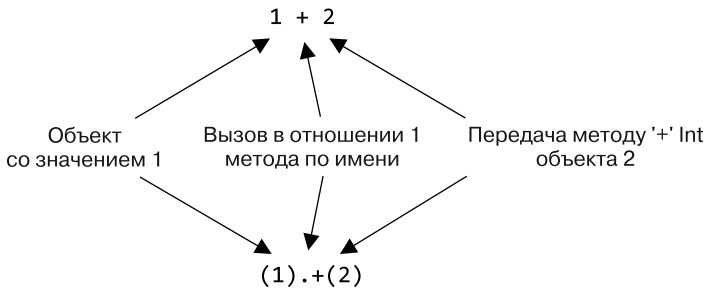 1 + 2
Объект
со значением 1
Вызов в отношении 1
метода по имени
Передача методу '+' Int
объекта 2
(1).+(2)